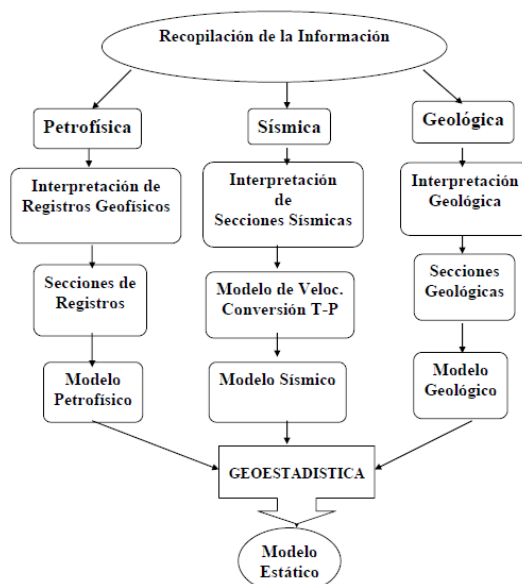 Recopilación de la Información
Petrofísica
Sísmica
Geológica
Interpretación de
Registros Geofísicos
Interpretación
de
Secciones Sísmicas
Interpretación
Geológica
Secciones de
Registros
Modelo de Veloc.
Conversión T-P
Secciones
Geológicas
Modelo
Petrofísico
Modelo Sísmico
Modelo
Geológico
GEOESTADISTICA
Modelo
Estático